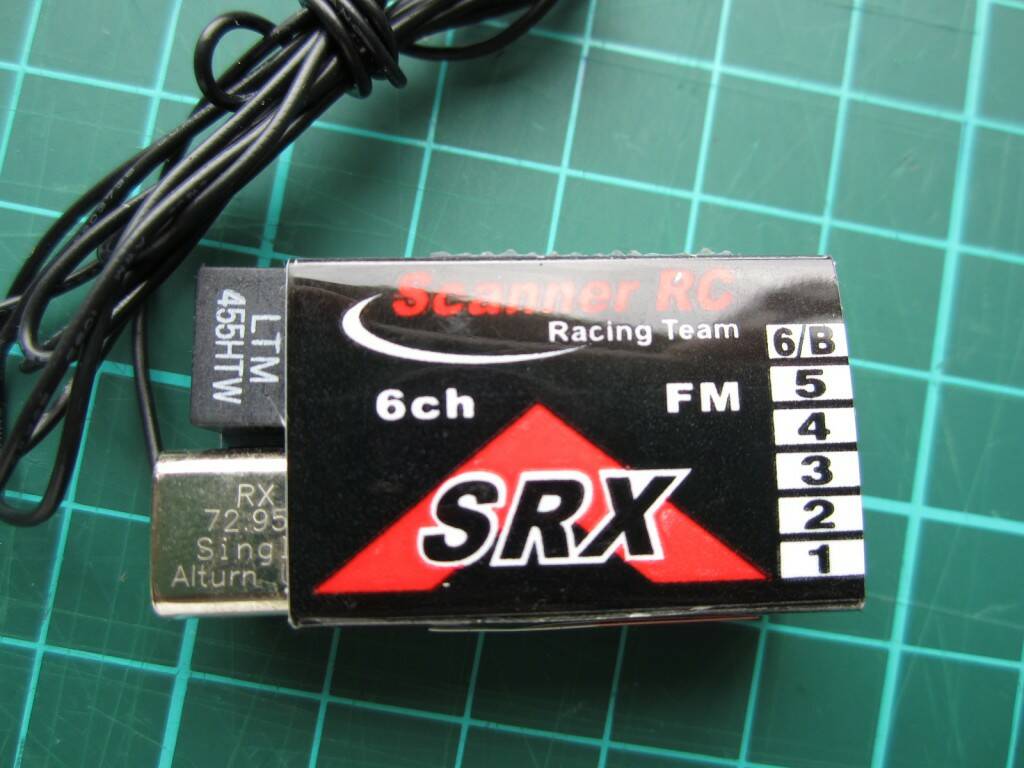 Scanner RC
Racing Team
6ch FM
SRX
6/B
5
4
3
2
1
LTM
455HTW
RX
72.95
Singl
Alturn